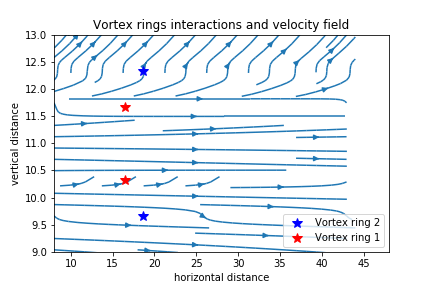 Vortex rings interactions and velocity field
13.0
12.5
12.0
11.5
11.0
10.5
10.0
9.5
9.0
vertical distance
Vortex ring 2
Vortex ring 1
10 15 20 25 30 35 40 45
horizontal distance